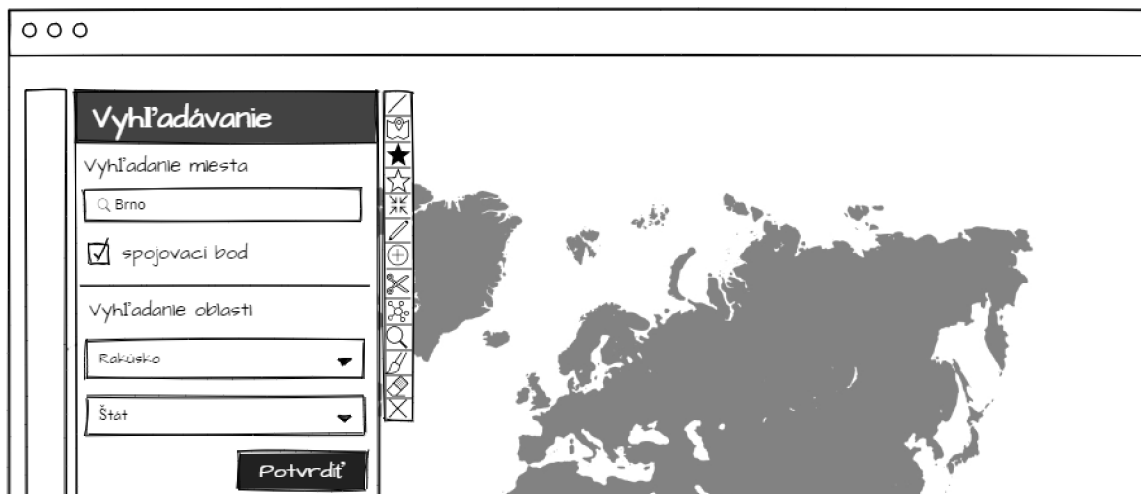 Vyhľadávanie
Vyhľadanie miesta
Brno
spojovaci bod
Vyhľadanie oblasti
Rakúsko
Štát
Potvrdiť